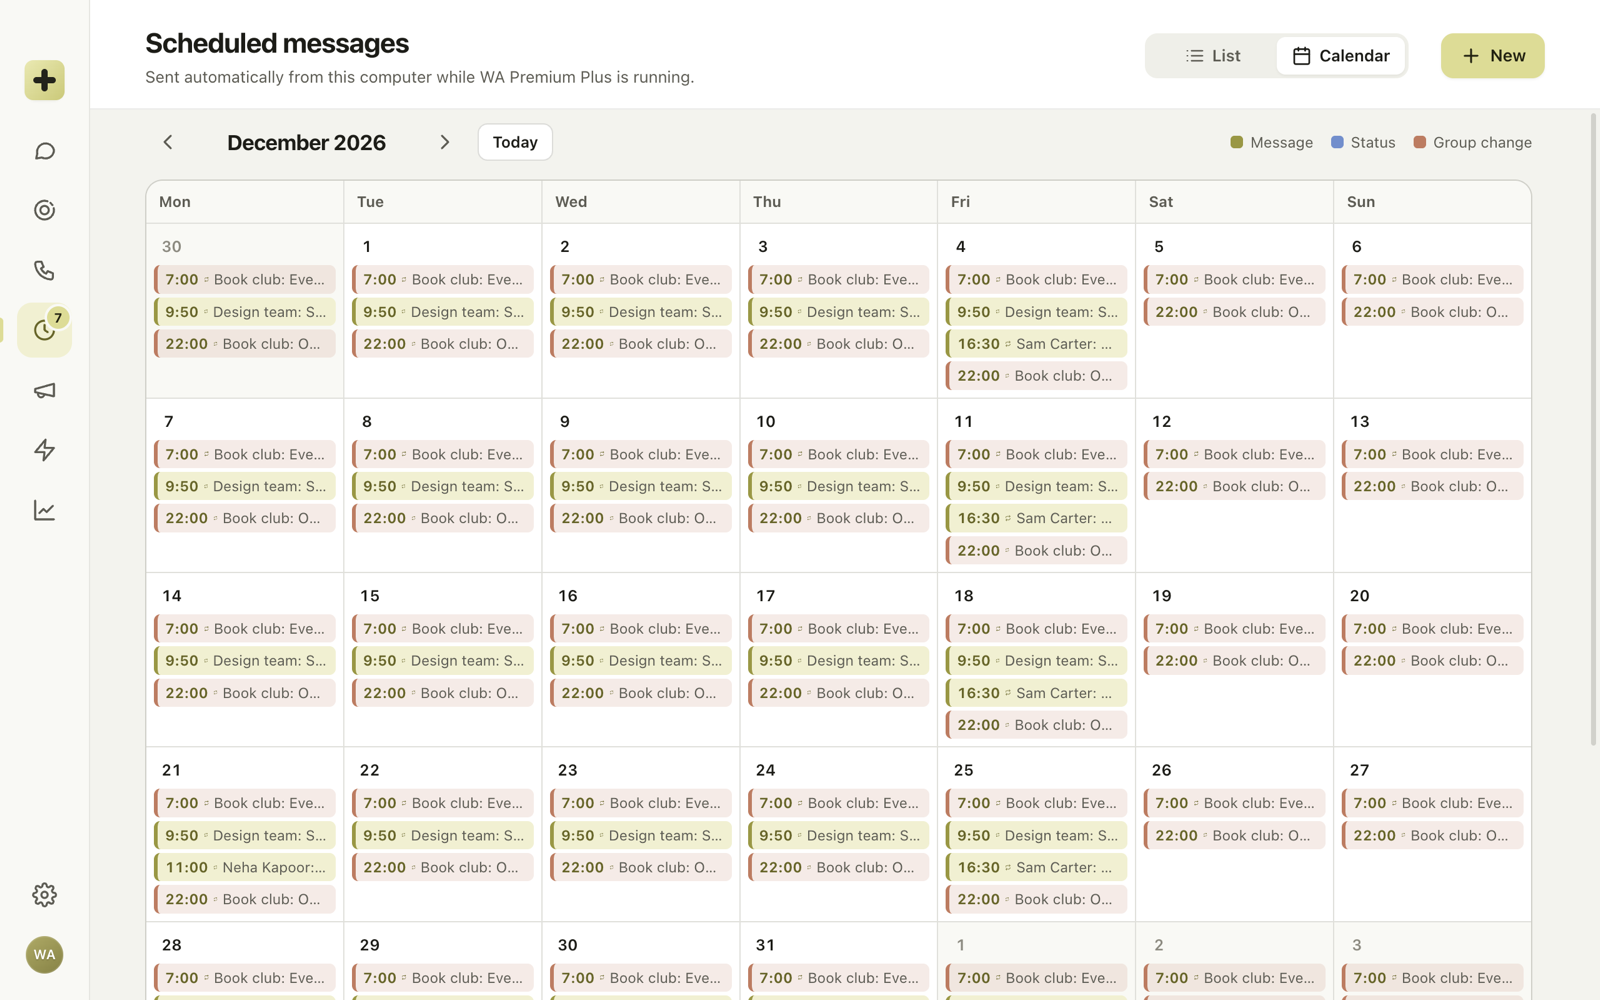 Scheduled messages
Sent automatically from this computer while WA Premium Plus is running.
List
Calendar
New
7
WA
December 2026
Today
Message
Status
Group change
Mon Tue Wed Thu Fri Sat Sun
30
7:00 Book club: Eve...
9:50 Design team: S...
22:00 Book club: O...
1
7:00 Book club: Eve...
9:50 Design team: S...
22:00 Book club: O...
2
7:00 Book club: Eve...
9:50 Design team: S...
22:00 Book club: O...
3
7:00 Book club: Eve...
9:50 Design team: S...
22:00 Book club: O...
4
7:00 Book club: Eve...
9:50 Design team: S...
16:30 Sam Carter: ...
22:00 Book club: O...
5
7:00 Book club: Eve...
22:00 Book club: O...
6
7:00 Book club: Eve...
22:00 Book club: O...
7
7:00 Book club: Eve...
9:50 Design team: S...
22:00 Book club: O...
8
7:00 Book club: Eve...
9:50 Design team: S...
22:00 Book club: O...
9
7:00 Book club: Eve...
9:50 Design team: S...
22:00 Book club: O...
10
7:00 Book club: Eve...
9:50 Design team: S...
22:00 Book club: O...
11
7:00 Book club: Eve...
9:50 Design team: S...
16:30 Sam Carter: ...
22:00 Book club: O...
12
7:00 Book club: Eve...
22:00 Book club: O...
13
7:00 Book club: Eve...
22:00 Book club: O...
14
7:00 Book club: Eve...
9:50 Design team: S...
22:00 Book club: O...
15
7:00 Book club: Eve...
9:50 Design team: S...
22:00 Book club: O...
16
7:00 Book club: Eve...
9:50 Design team: S...
22:00 Book club: O...
17
7:00 Book club: Eve...
9:50 Design team: S...
22:00 Book club: O...
18
7:00 Book club: Eve...
9:50 Design team: S...
16:30 Sam Carter: ...
22:00 Book club: O...
19
7:00 Book club: Eve...
22:00 Book club: O...
20
7:00 Book club: Eve...
22:00 Book club: O...
21
7:00 Book club: Eve...
9:50 Design team: S...
11:00 Neha Kapoor:...
22:00 Book club: O...
22
7:00 Book club: Eve...
9:50 Design team: S...
22:00 Book club: O...
23
7:00 Book club: Eve...
9:50 Design team: S...
22:00 Book club: O...
24
7:00 Book club: Eve...
9:50 Design team: S...
22:00 Book club: O...
25
7:00 Book club: Eve...
9:50 Design team: S...
16:30 Sam Carter: ...
22:00 Book club: O...
26
7:00 Book club: Eve...
22:00 Book club: O...
27
7:00 Book club: Eve...
22:00 Book club: O...
28
7:00 Book club: Eve...
29
7:00 Book club: Eve...
30
7:00 Book club: Eve...
31
7:00 Book club: Eve...
1
7:00 Book club: Eve...
2
7:00 Book club: Eve...
3
7:00 Book club: Eve...